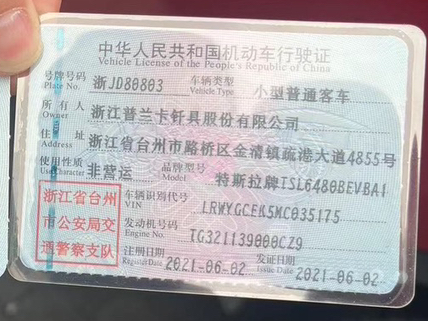 中华人民共和国机动车行驶证
Vehicle License of the People's Republic of China
号牌号码 浙JD80803 车辆类型 小型普通客车
Plate No. Vehicle Type
所有人 浙江普兰卡钎具股份有限公司
Owner
住址 浙江省台州市路桥区金清镇疏港大道4855号
Address
使用性质 非营运 品牌型号 特斯拉牌TSL6480BEVBA1
Use Character Model
浙江省台州
市公安局交
通警察支队
车辆识别代号 LRWYGCEK5MC035175
VIN
发动机号码 TG321139000CZ9
Engine No.
注册日期 2021-06-02 发证日期 2021-06-02
Register Date Issue Date